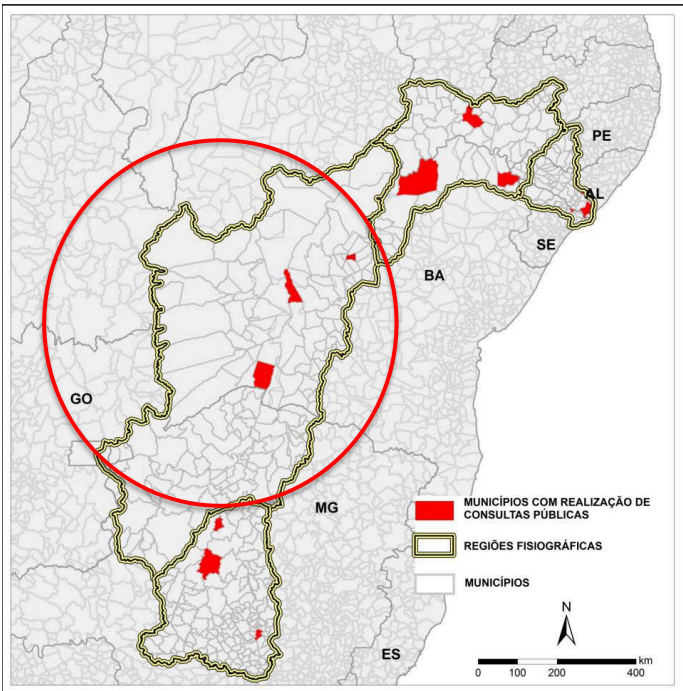 PE
AL
SE
BA
GO
MG
MUNICÍPIOS COM REALIZAÇÃO DE
CONSULTAS PÚBLICAS
REGIÕES FISIOGRÁFICAS
MUNICÍPIOS
N
ES
km
0 100 200 400